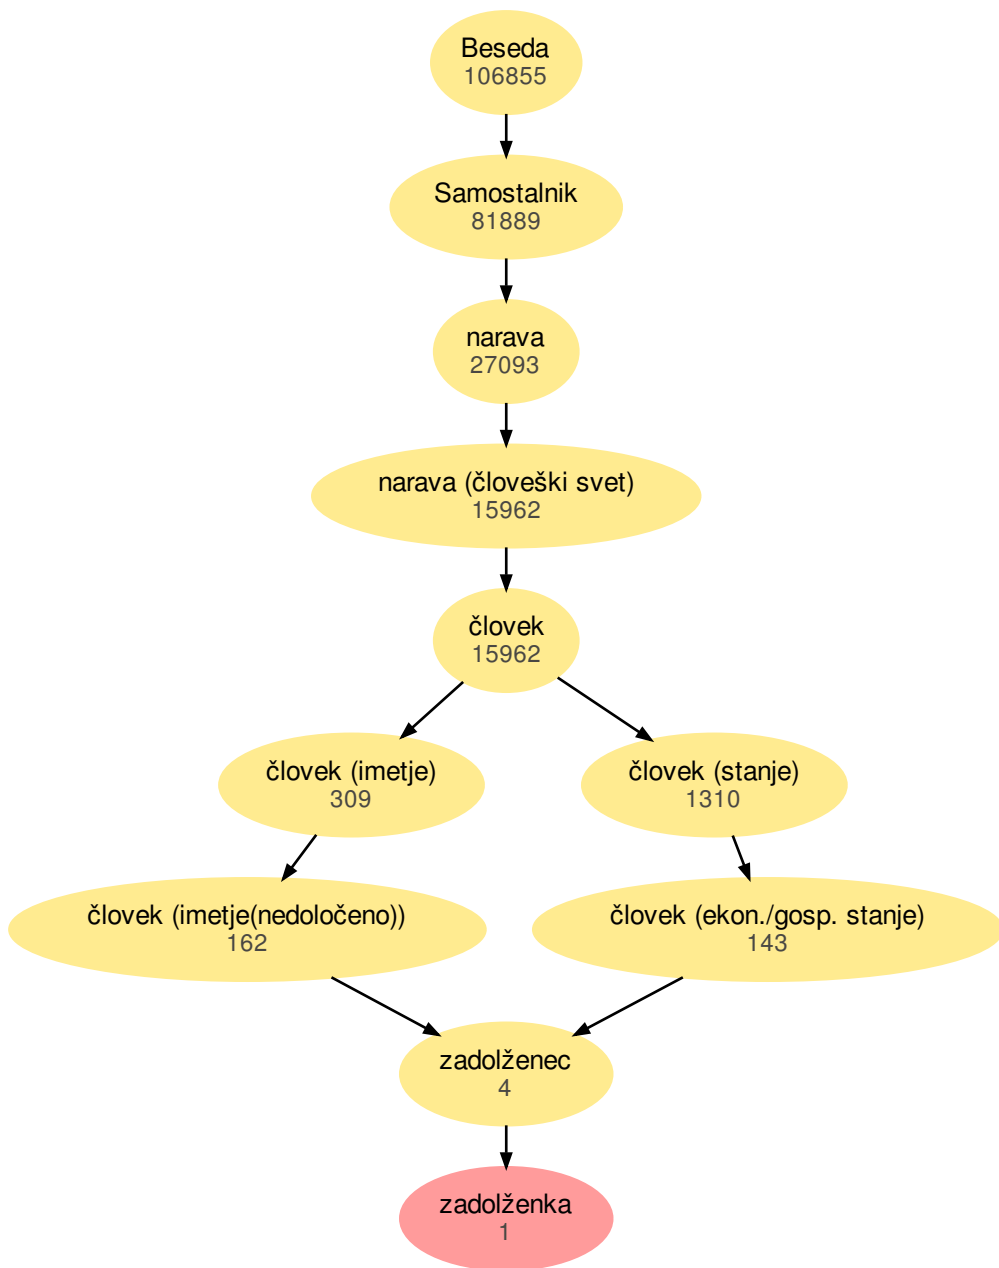 Beseda
106855
Samostalnik
81889
narava
27093
narava (človeški svet)
15962
človek
15962
človek (imetje)
309
človek (stanje)
1310
človek (imetje(nedoločeno))
162
človek (ekon./gosp. stanje)
143
zadolženec
4
zadolženka
1